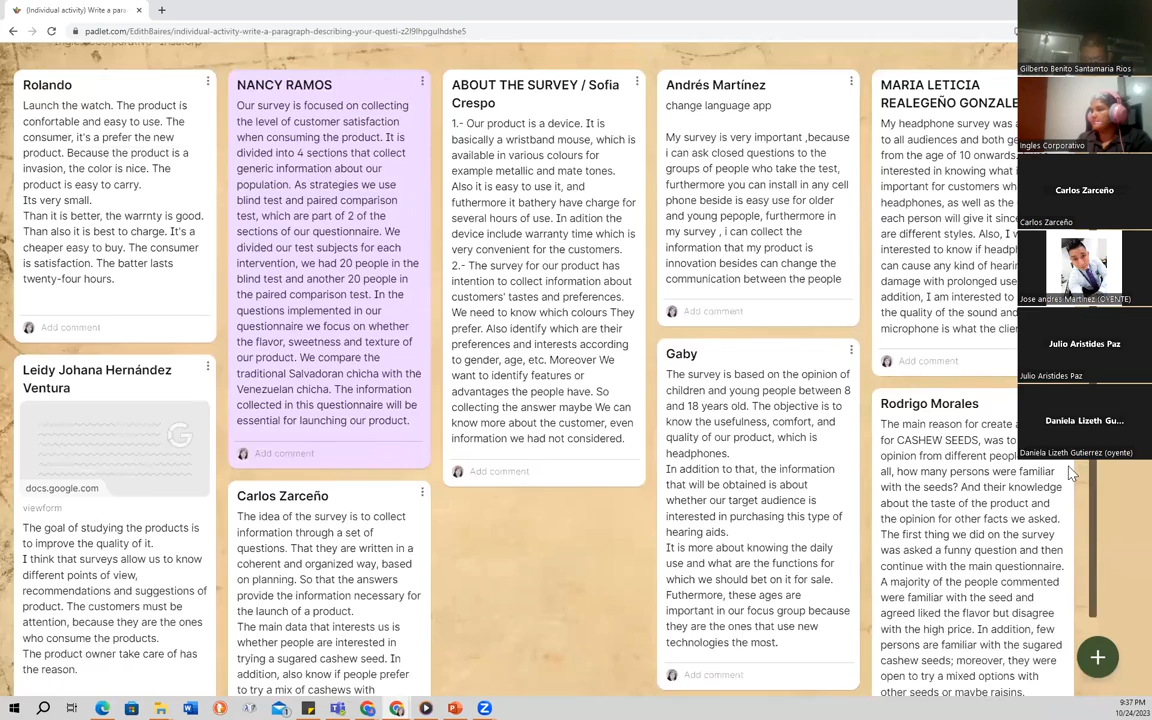 (Individual activity) Write a para
padlet.com/EdithBaires/individual-activity-write-a-paragraph-describing-your-questi-z2l9lhpgulhdshe5
Rolando
Launch the watch. The product is
confortable and easy to use. The
consumer, it's a prefer the new
product. Because the product is a
invasion, the color is nice. The
product is easy to carry.
Its very small.
Than it is better, the warrnty is good.
Than also it is best to charge. It's a
cheaper easy to buy. The consumer
is satisfaction. The batter lasts
twenty-four hours.
Add comment
Leidy Johana Hernández
Ventura
docs.google.com
viewform
The goal of studying the products is
to improve the quality of it.
I think that surveys allow us to know
different points of view,
recommendations and suggestions of
product. The customers must be
attention, because they are the ones
who consume the products.
The product owner take care of has
the reason.
NANCY RAMOS
Our survey is focused on collecting
the level of customer satisfaction
when consuming the product. It is
divided into 4 sections that collect
generic information about our
population. As strategies we use
blind test and paired comparison
test, which are part of 2 of the
sections of our questionnaire. We
divided our test subjects for each
intervention, we had 20 people in the
blind test and another 20 people in
the paired comparison test. In the
questions implemented in our
questionnaire we focus on whether
the flavor, sweetness and texture of
our product. We compare the
traditional Salvadoran chicha with the
Venezuelan chicha. The information
collected in this questionnaire will be
essential for launching our product.
Add comment
Carlos Zarceño
The idea of the survey is to collect
information through a set of
questions. That they are written in a
coherent and organized way, based
on planning. So that the answers
provide the information necessary for
the launch of a product.
The main data that interests us is
whether people are interested in
trying a sugared cashew seed. In
addition, also know if people prefer
to try a mix of cashews with
ABOUT THE SURVEY / Sofia
Crespo
1.- Our product is a device. It is
basically a wristband mouse, which is
available in various colours for
example metallic and mate tones.
Also it is easy to use it, and
futhermore it bathery have charge for
several hours of use. In adition the
device include warranty time which is
very convenient for the customers.
2.- The survey for our product has
intention to collect information about
customers' tastes and preferences.
We need to know which colours They
prefer. Also identify which are their
preferences and interests according
to gender, age, etc. Moreover We
want to identify features or
advantages the people have. So
collecting the answer maybe We can
know more about the customer, even
information we had not considered.
Add comment
Andrés Martínez
change language app
My survey is very important ,because
i can ask closed questions to the
groups of people who take the test,
furthermore you can install in any cell
phone beside is easy use for older
and young pepople, furthermore in
my survey , i can collect the
information that my product is
innovation besides can change the
communication between the people
Add comment
Gaby
The survey is based on the opinion of
children and young people between 8
and 18 years old. The objective is to
know the usefulness, comfort, and
quality of our product, which is
headphones.
In addition to that, the information
that will be obtained is about
whether our target audience is
interested in purchasing this type of
hearing aids.
It is more about knowing the daily
use and what are the functions for
which we should bet on it for sale.
Futhermore, these ages are
important in our focus group because
they are the ones that use new
technologies the most.
Add comment
MARIA LETICIA
REALEGEÑO GONZALE
My headphone survey was a
to all audiences and both ge
from the age of 10 onwards.
interested in knowing what i
important for customers wh
headphones, as well as the
each person will give it since
are different styles. Also, I w
interested to know if headph
can cause any kind of hearin
damage with prolonged use
addition, I am interested to
the quality of the sound and
microphone is what the clien
Add comment
Rodrigo Morales
The main reason for create a
for CASHEW SEEDS, was to
opinion from different peopl
all, how many persons were familiar
with the seeds? And their knowledge
about the taste of the product and
the opinion for other facts we asked.
The first thing we did on the survey
was asked a funny question and then
continue with the main questionnaire.
A majority of the people commented
were familiar with the seed and
agreed liked the flavor but disagree
with the high price. In addition, few
persons are familiar with the sugared
cashew seeds; moreover, they were
open to try a mixed options with
other seeds or maybe raisins.
Gilberto Benito Santamaria Rios
Ingles Corporativo
Carlos Zarceño
Carlos Zarceño
Jose andres Martinez (OYENTE)
Julio Aristides Paz
Julio Aristides Paz
Daniela Lizeth Gu...
Daniela Lizeth Gutierrez (oyente)
9:37 PM
10/24/2023